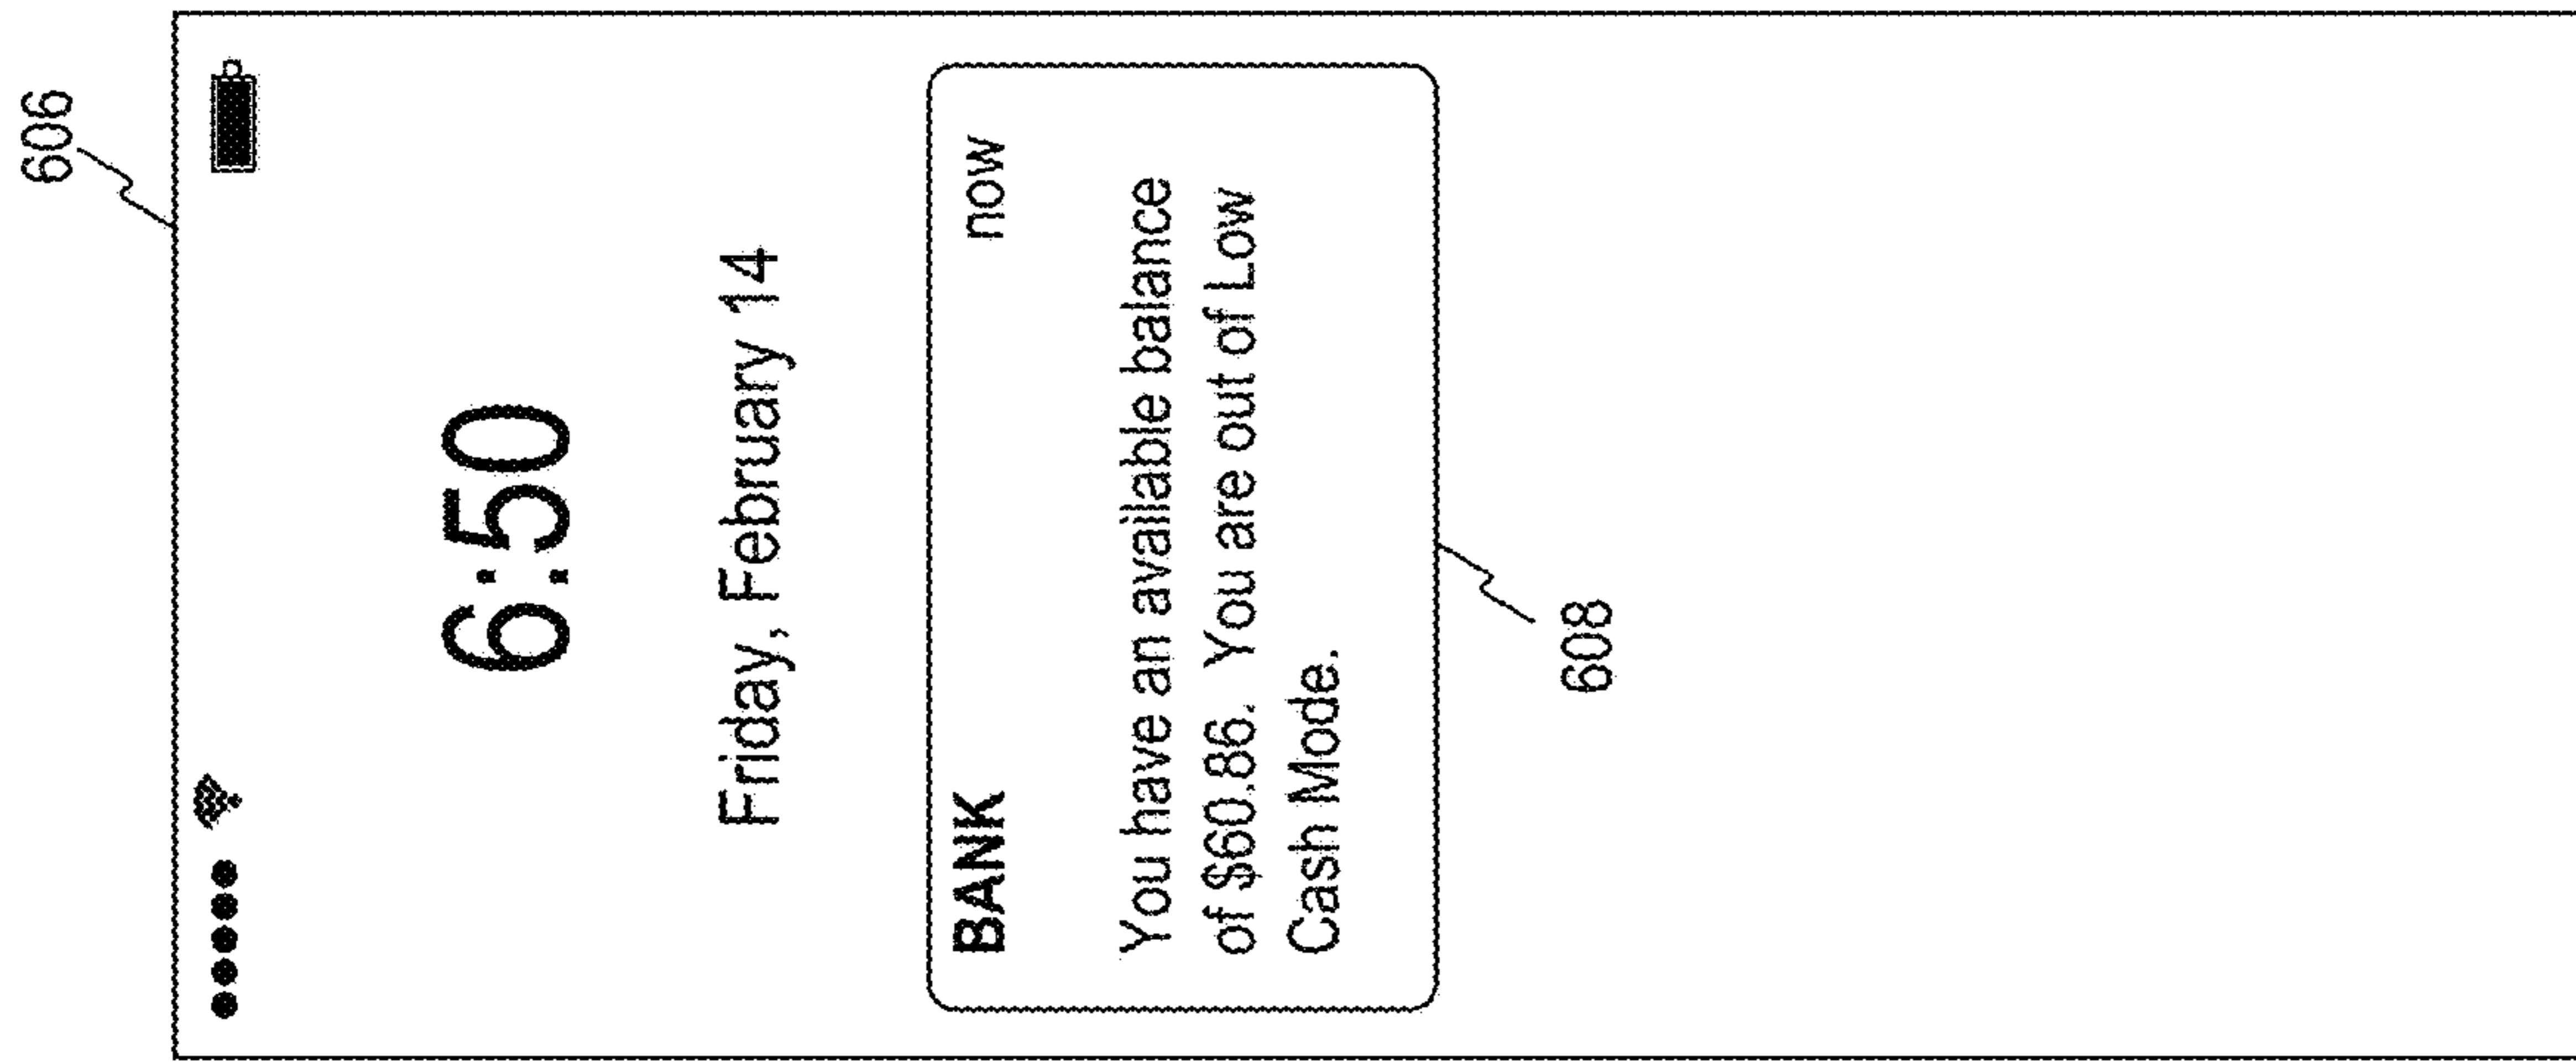 606
6:50
Friday, February 14
BANK now
You have an available balance
of $60.86. You are out of Low
Cash Mode.
608